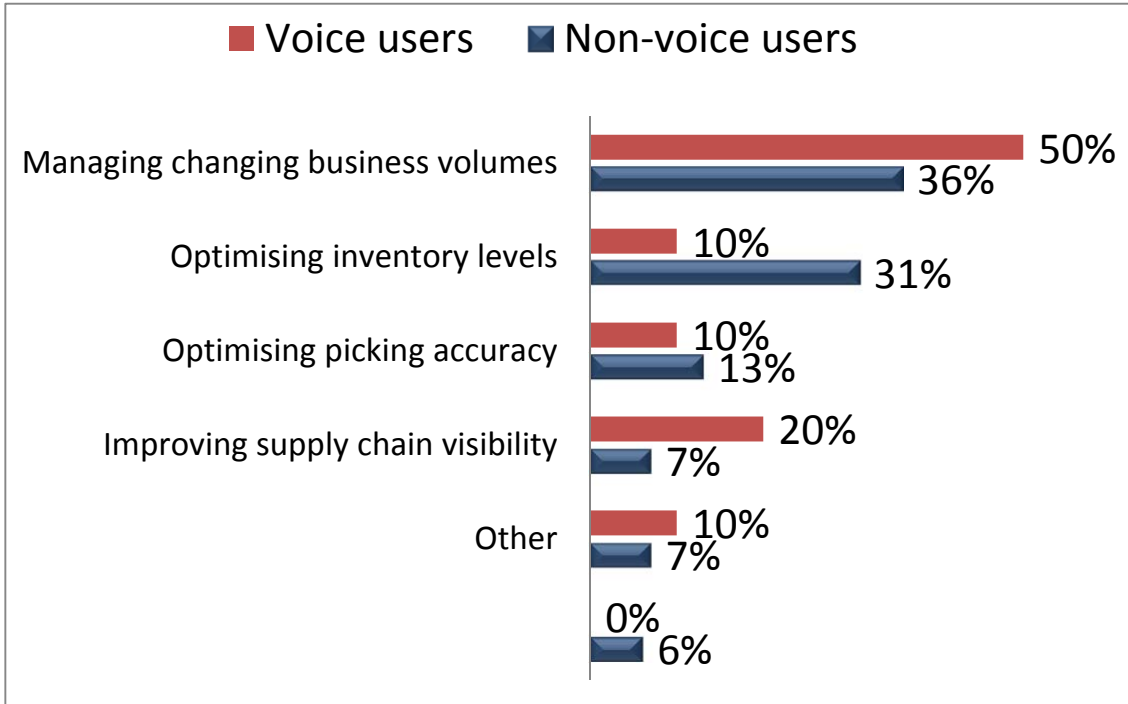 Voice users Non-voice users
Managing changing business volumes 50%
36%
Optimising inventory levels 10%
31%
Optimising picking accuracy 10%
13%
Improving supply chain visibility 20%
7%
Other 10%
7%
0%
6%